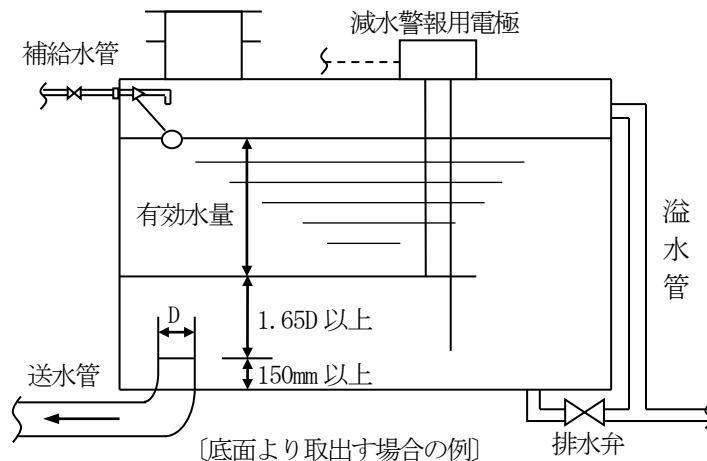 減水警報用電極
補給水管
有効水量
溢水管
D
1.65D 以上
150mm 以上
送水管
排水弁
〔底面より取出す場合の例〕